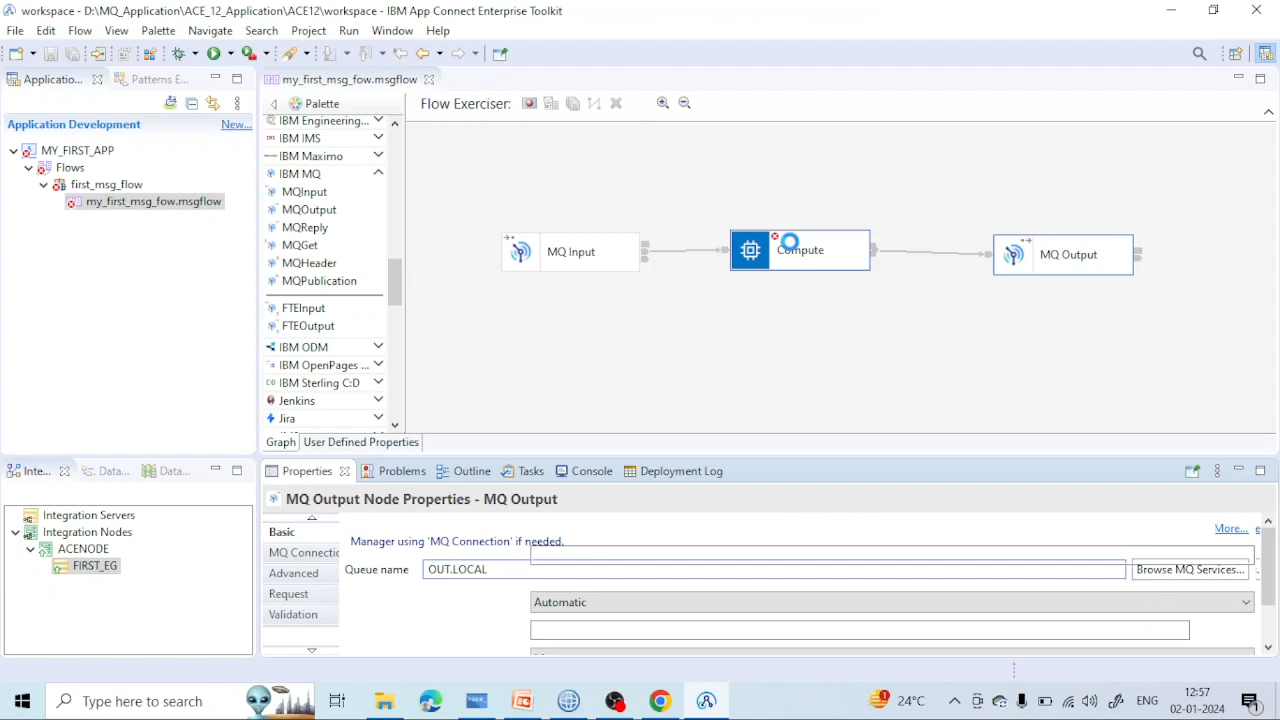 workspace - D:\MQ_Application\ACE_12_Application\ACE12\workspace - IBM App Connect Enterprise Toolkit
File Edit Flow View Palette Navigate Search Project Run Window Help
Applicatio... Patterns E...
my_first_msg_fow.msgflow
Application Development New...
MY_FIRST_APP
Flows
first_msg_flow
my_first_msg_fow.msgflow
Palette
IBM Engineering...
IBM IMS
IBM Maximo
IBM MQ
MQInput
MQOutput
MQReply
MQGet
MQHeader
MQPublication
FTEInput
FTEOutput
IBM ODM
IBM OpenPages ...
IBM Sterling C:D
Jenkins
Jira
Flow Exerciser:
MQ Input
Compute
MQ Output
Graph User Defined Properties
Inte... Data... Data...
Integration Servers
Integration Nodes
ACENODE
FIRST_EG
Properties Problems Outline Tasks Console Deployment Log
MQ Output Node Properties - MQ Output
Basic
MQ Connectio
Advanced
Request
Validation
More...
Manager using 'MQ Connection' if needed.
Queue name OUT.LOCAL Browse MQ Services...
Automatic
Type here to search
1
24°C
ENG
12:57
02-01-2024